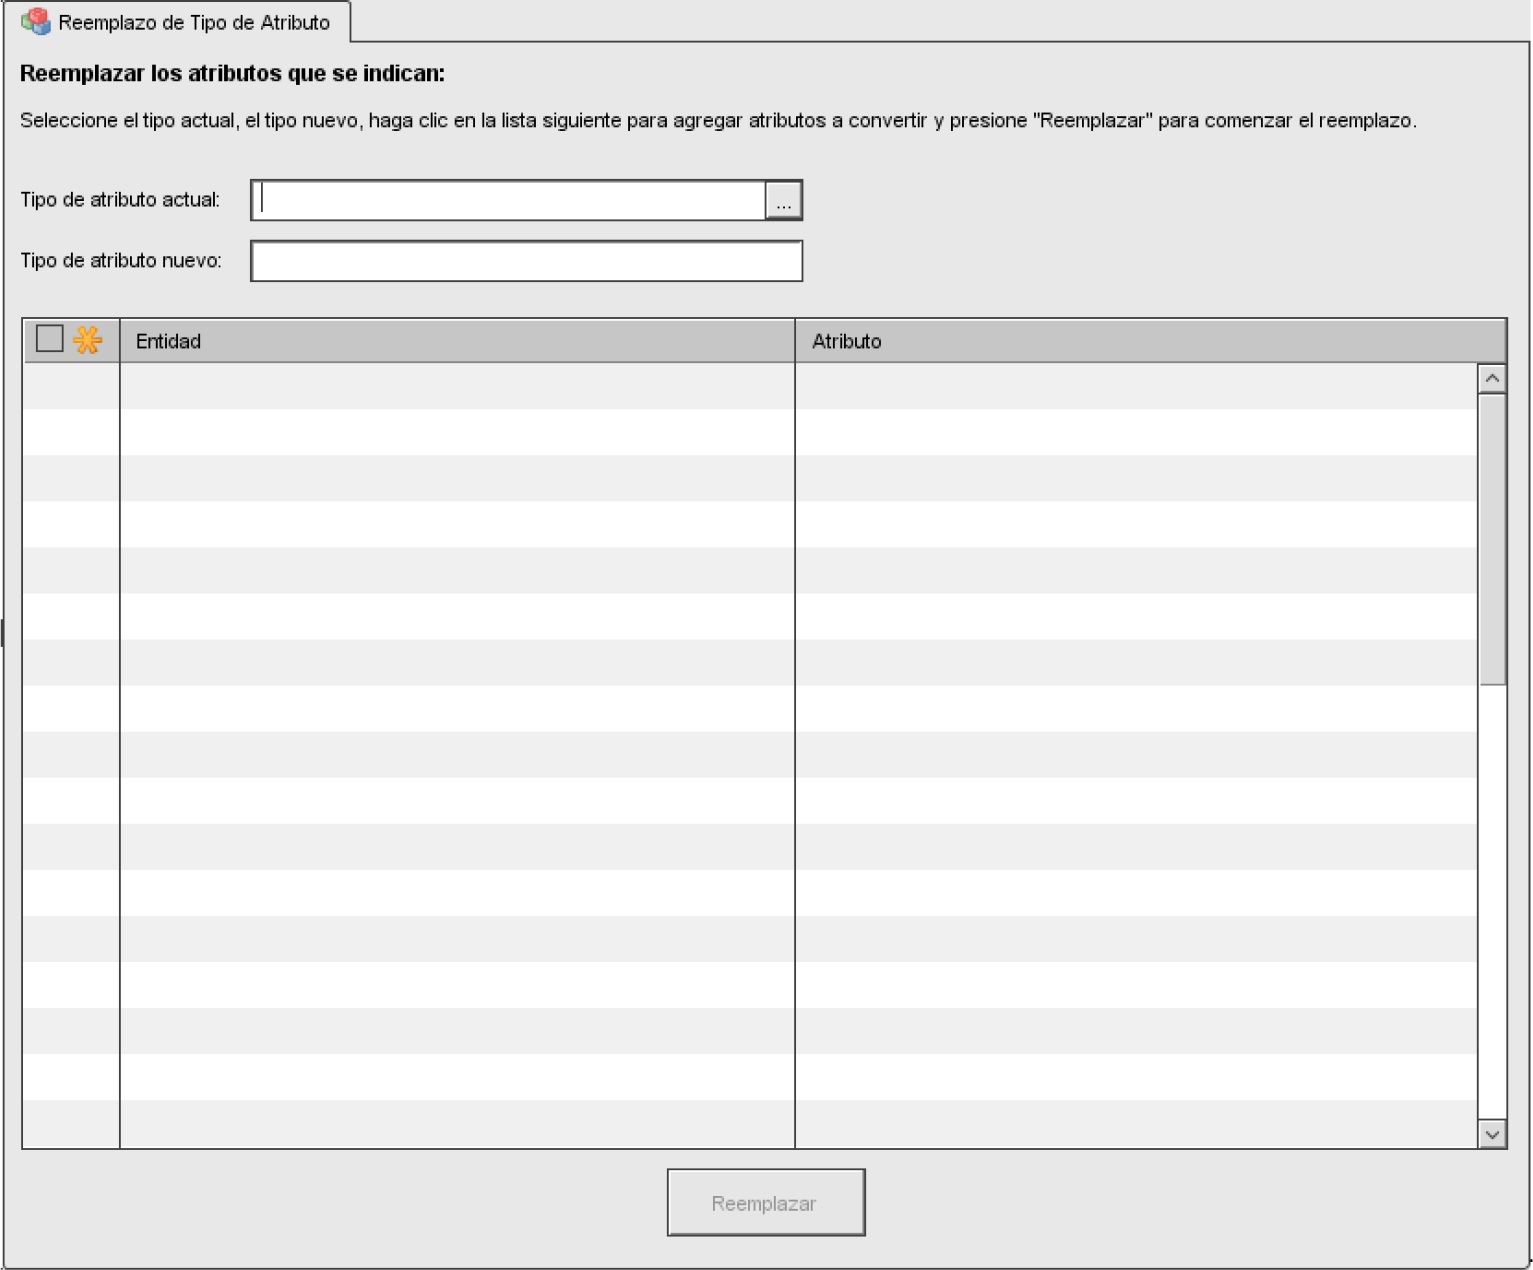 Reemplazo de Tipo de Atributo
Reemplazar los atributos que se indican:
Seleccione el tipo actual, el tipo nuevo, haga clic en la lista siguiente para agregar atributos a convertir y presione "Reemplazar" para comenzar el reemplazo.
Tipo de atributo actual:
...
Tipo de atributo nuevo:
Entidad
Atributo
Reemplazar